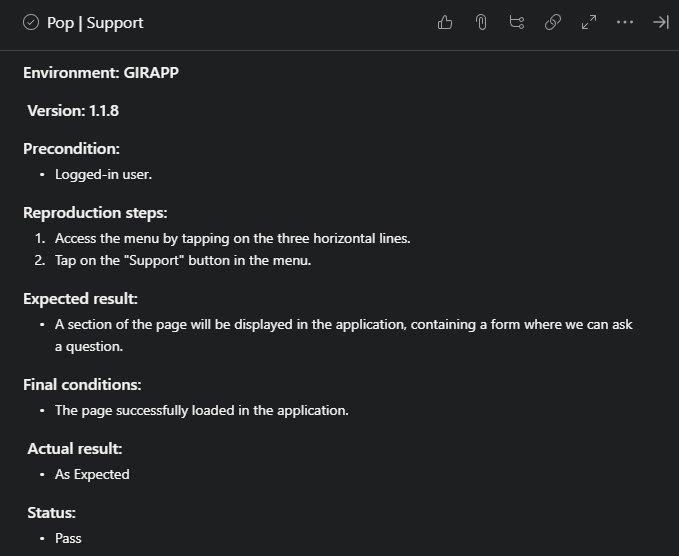 Pop | Support
Environment: GIRAPP
Version: 1.1.8
Precondition:
• Logged-in user.
Reproduction steps:
1. Access the menu by tapping on the three horizontal lines.
2. Tap on the "Support" button in the menu.
Expected result:
• A section of the page will be displayed in the application, containing a form where we can ask
a question.
Final conditions:
• The page successfully loaded in the application.
Actual result:
• As Expected
Status:
• Pass